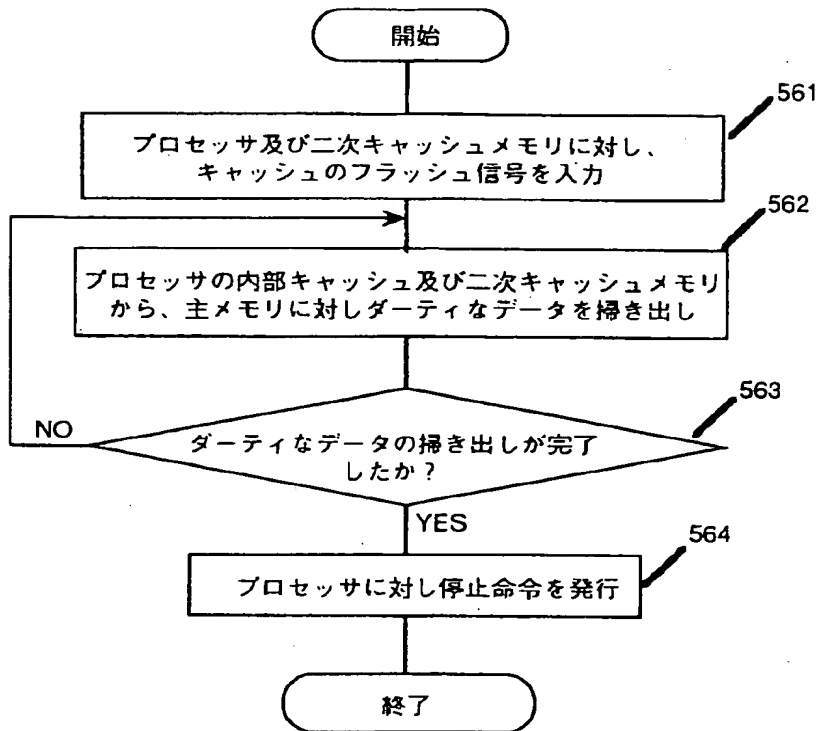 開始
561
プロセッサ及び二次キャッシュメモリに対し、
キャッシュのフラッシュ信号を入力
562
プロセッサの内部キャッシュ及び二次キャッシュメモリ
から、主メモリに対しダーティなデータを掃き出し
563
NO
ダーティなデータの掃き出しが完了
したか？
YES
564
プロセッサに対し停止命令を発行
終了